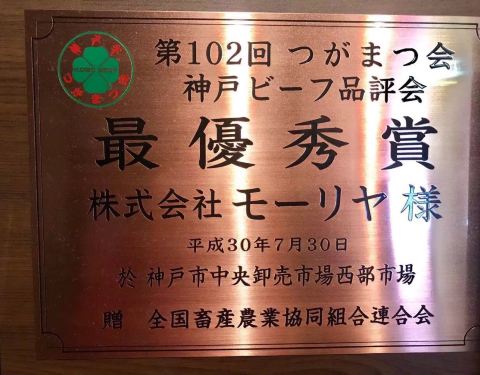 第102回 つがまつ会
神戸ビーフ品評会
最優秀賞
株式会社 モーリヤ 様
平成30年7月30日
於 神戸市中央卸売市場西部市場
贈 全国畜産農業協同組合連合会